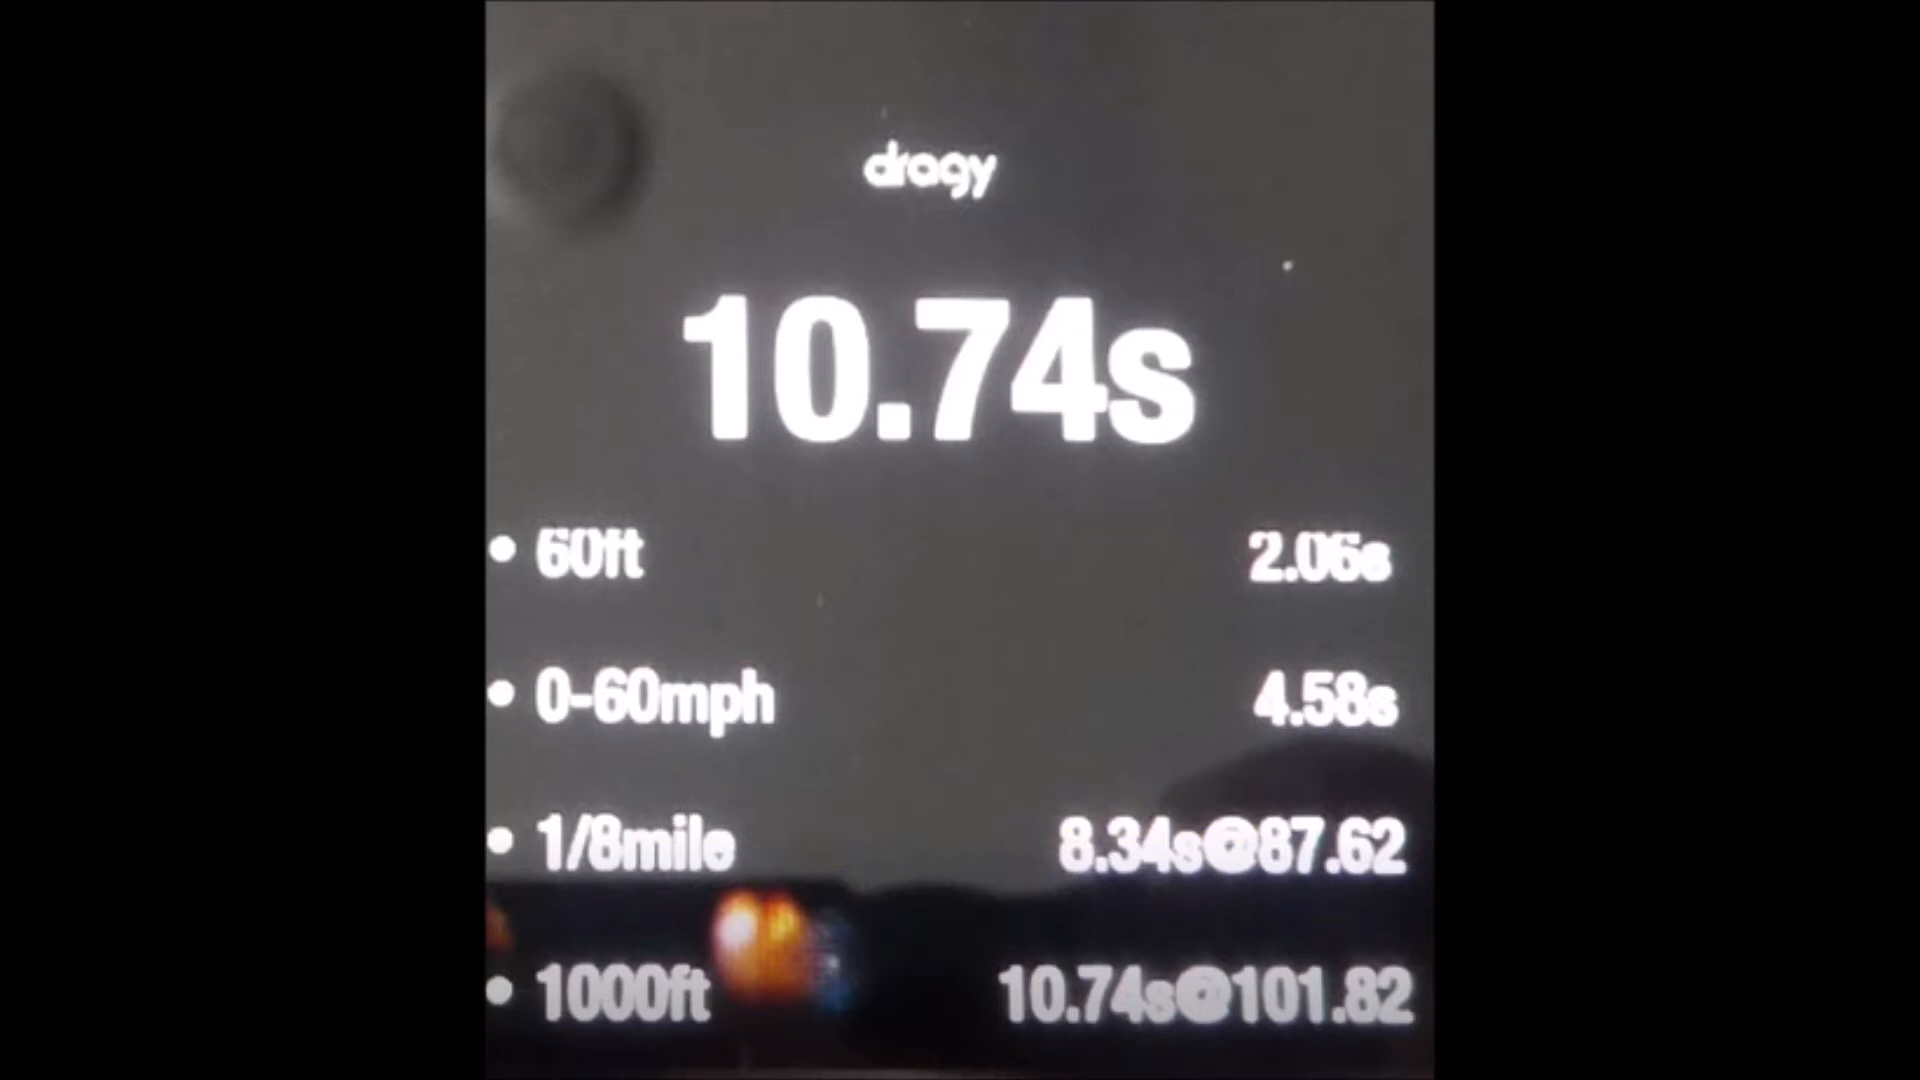 dragy
10.74s
• 60ft 2.06s
• 0-60mph 4.58s
• 1/8mile 8.34s@87.62
• 1000ft 10.74s@101.82